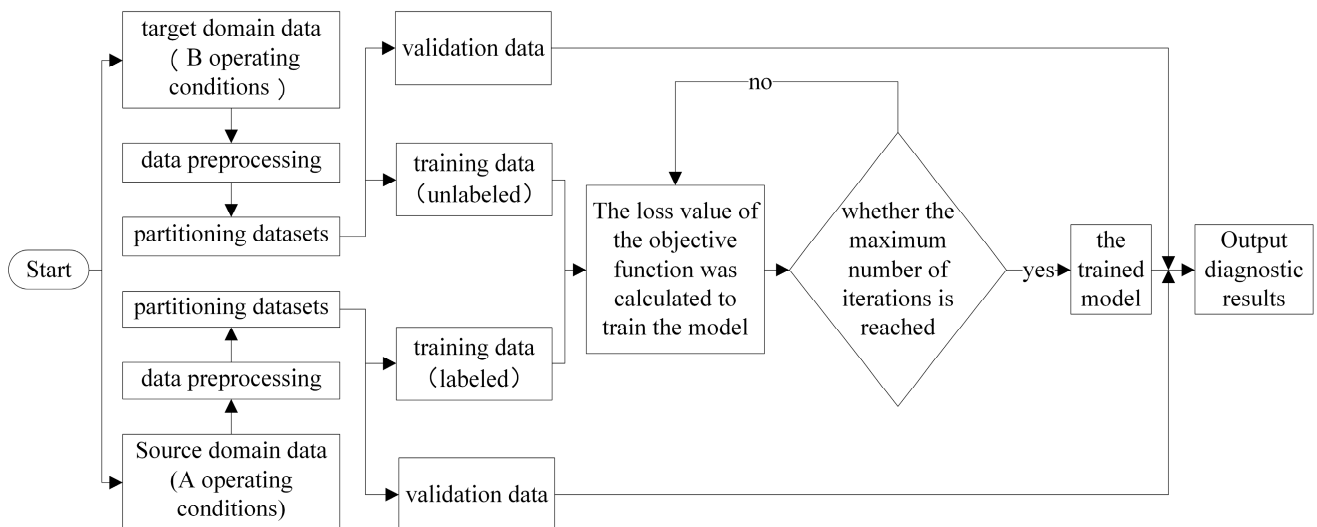 Start
target domain data
（ B operating
conditions ）
data preprocessing
partitioning datasets
partitioning datasets
data preprocessing
Source domain data
(A operating
conditions)
validation data
training data
（unlabeled）
training data
（labeled）
validation data
The loss value of
the objective
function was
calculated to
train the model
no
whether the
maximum
number of
iterations is
reached
yes
the
trained
model
Output
diagnostic
results